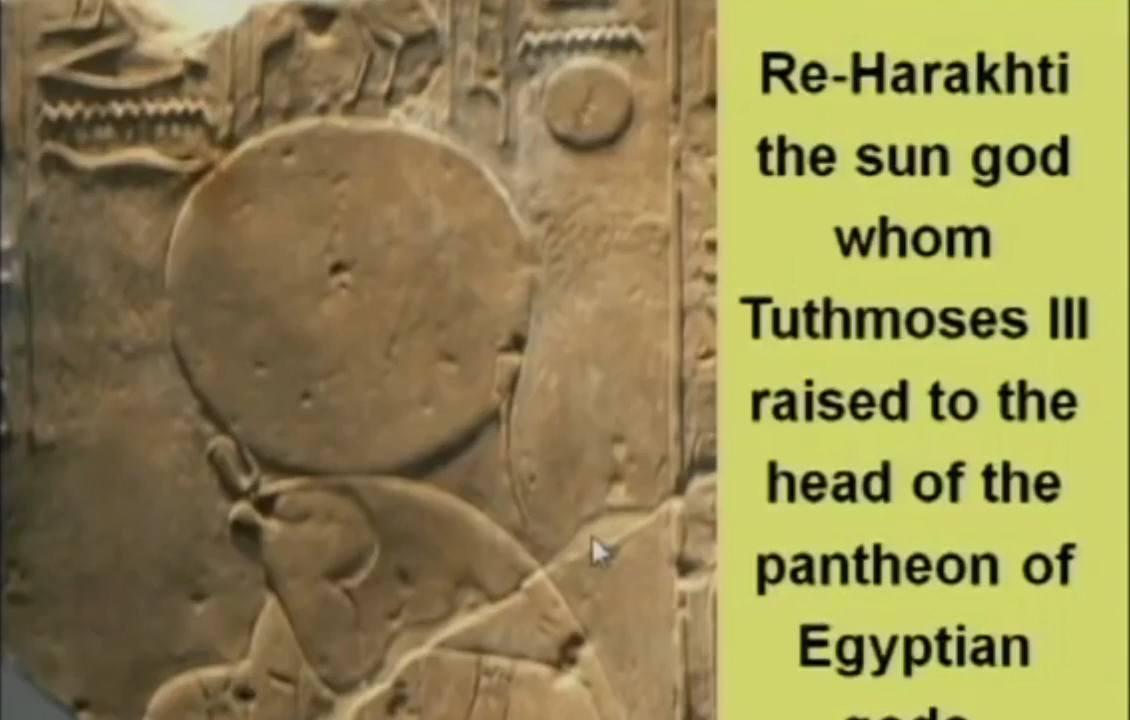 Re-Harakhti
the sun god
whom
Tuthmoses III
raised to the
head of the
pantheon of
Egyptian